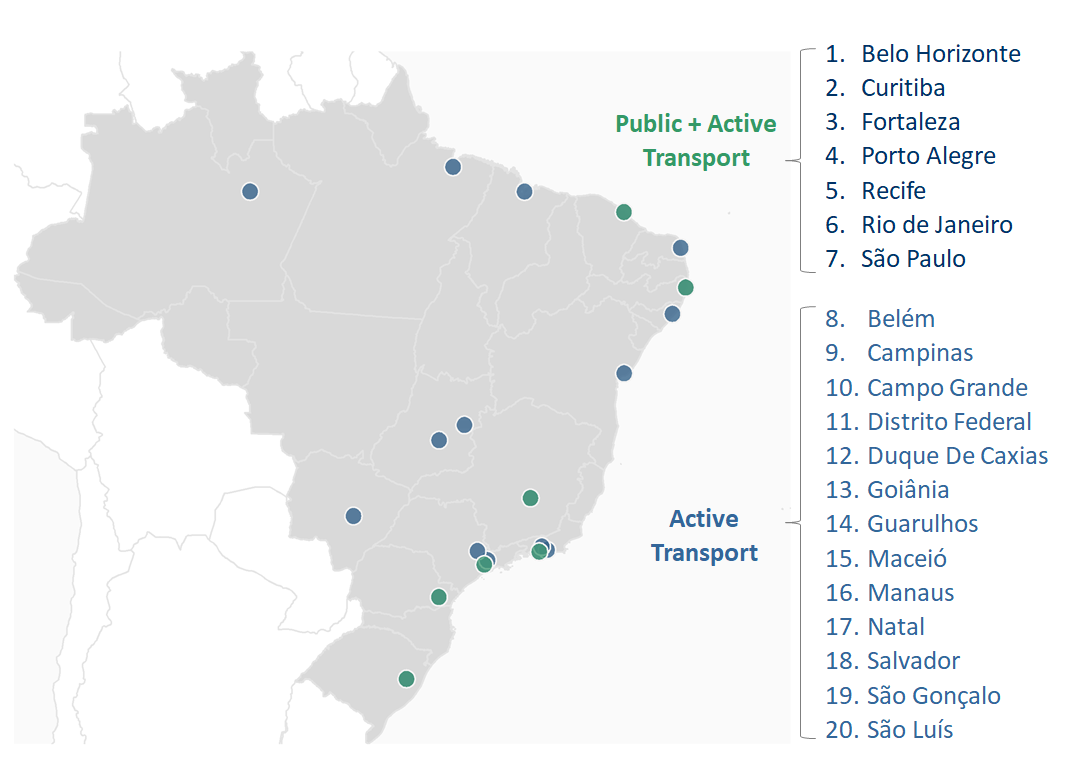 Public + Active
Transport
1. Belo Horizonte
2. Curitiba
3. Fortaleza
4. Porto Alegre
5. Recife
6. Rio de Janeiro
7. São Paulo
Active
Transport
8. Belém
9. Campinas
10. Campo Grande
11. Distrito Federal
12. Duque De Caxias
13. Goiânia
14. Guarulhos
15. Maceió
16. Manaus
17. Natal
18. Salvador
19. São Gonçalo
20. São Luís